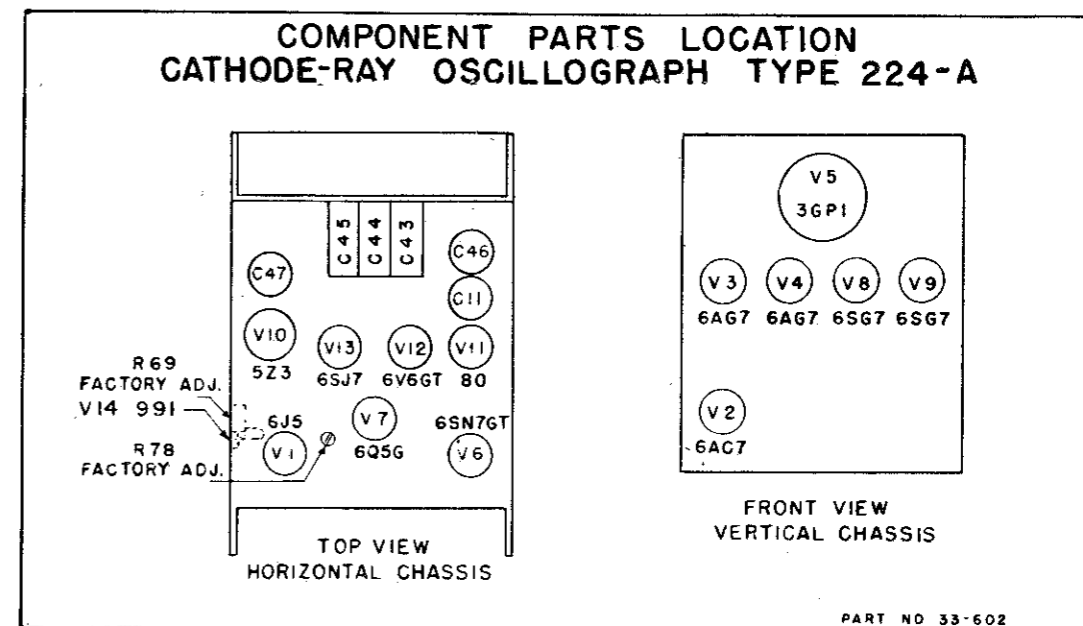 COMPONENT PARTS LOCATION
CATHODE-RAY OSCILLOGRAPH TYPE 224-A
C45
C44
C43
C46
C47
C11
V10
5Z3
V13
6SJ7
V12
6V6GT
V11
80
R69
FACTORY ADJ.
V14 991
R78
FACTORY ADJ.
6J5
V1
V7
6Q5G
6SN7GT
V6
TOP VIEW
HORIZONTAL CHASSIS
V5
3GP1
V3
6AG7
V4
6AG7
V8
6SG7
V9
6SG7
V2
6AC7
FRONT VIEW
VERTICAL CHASSIS
PART NO 33-602